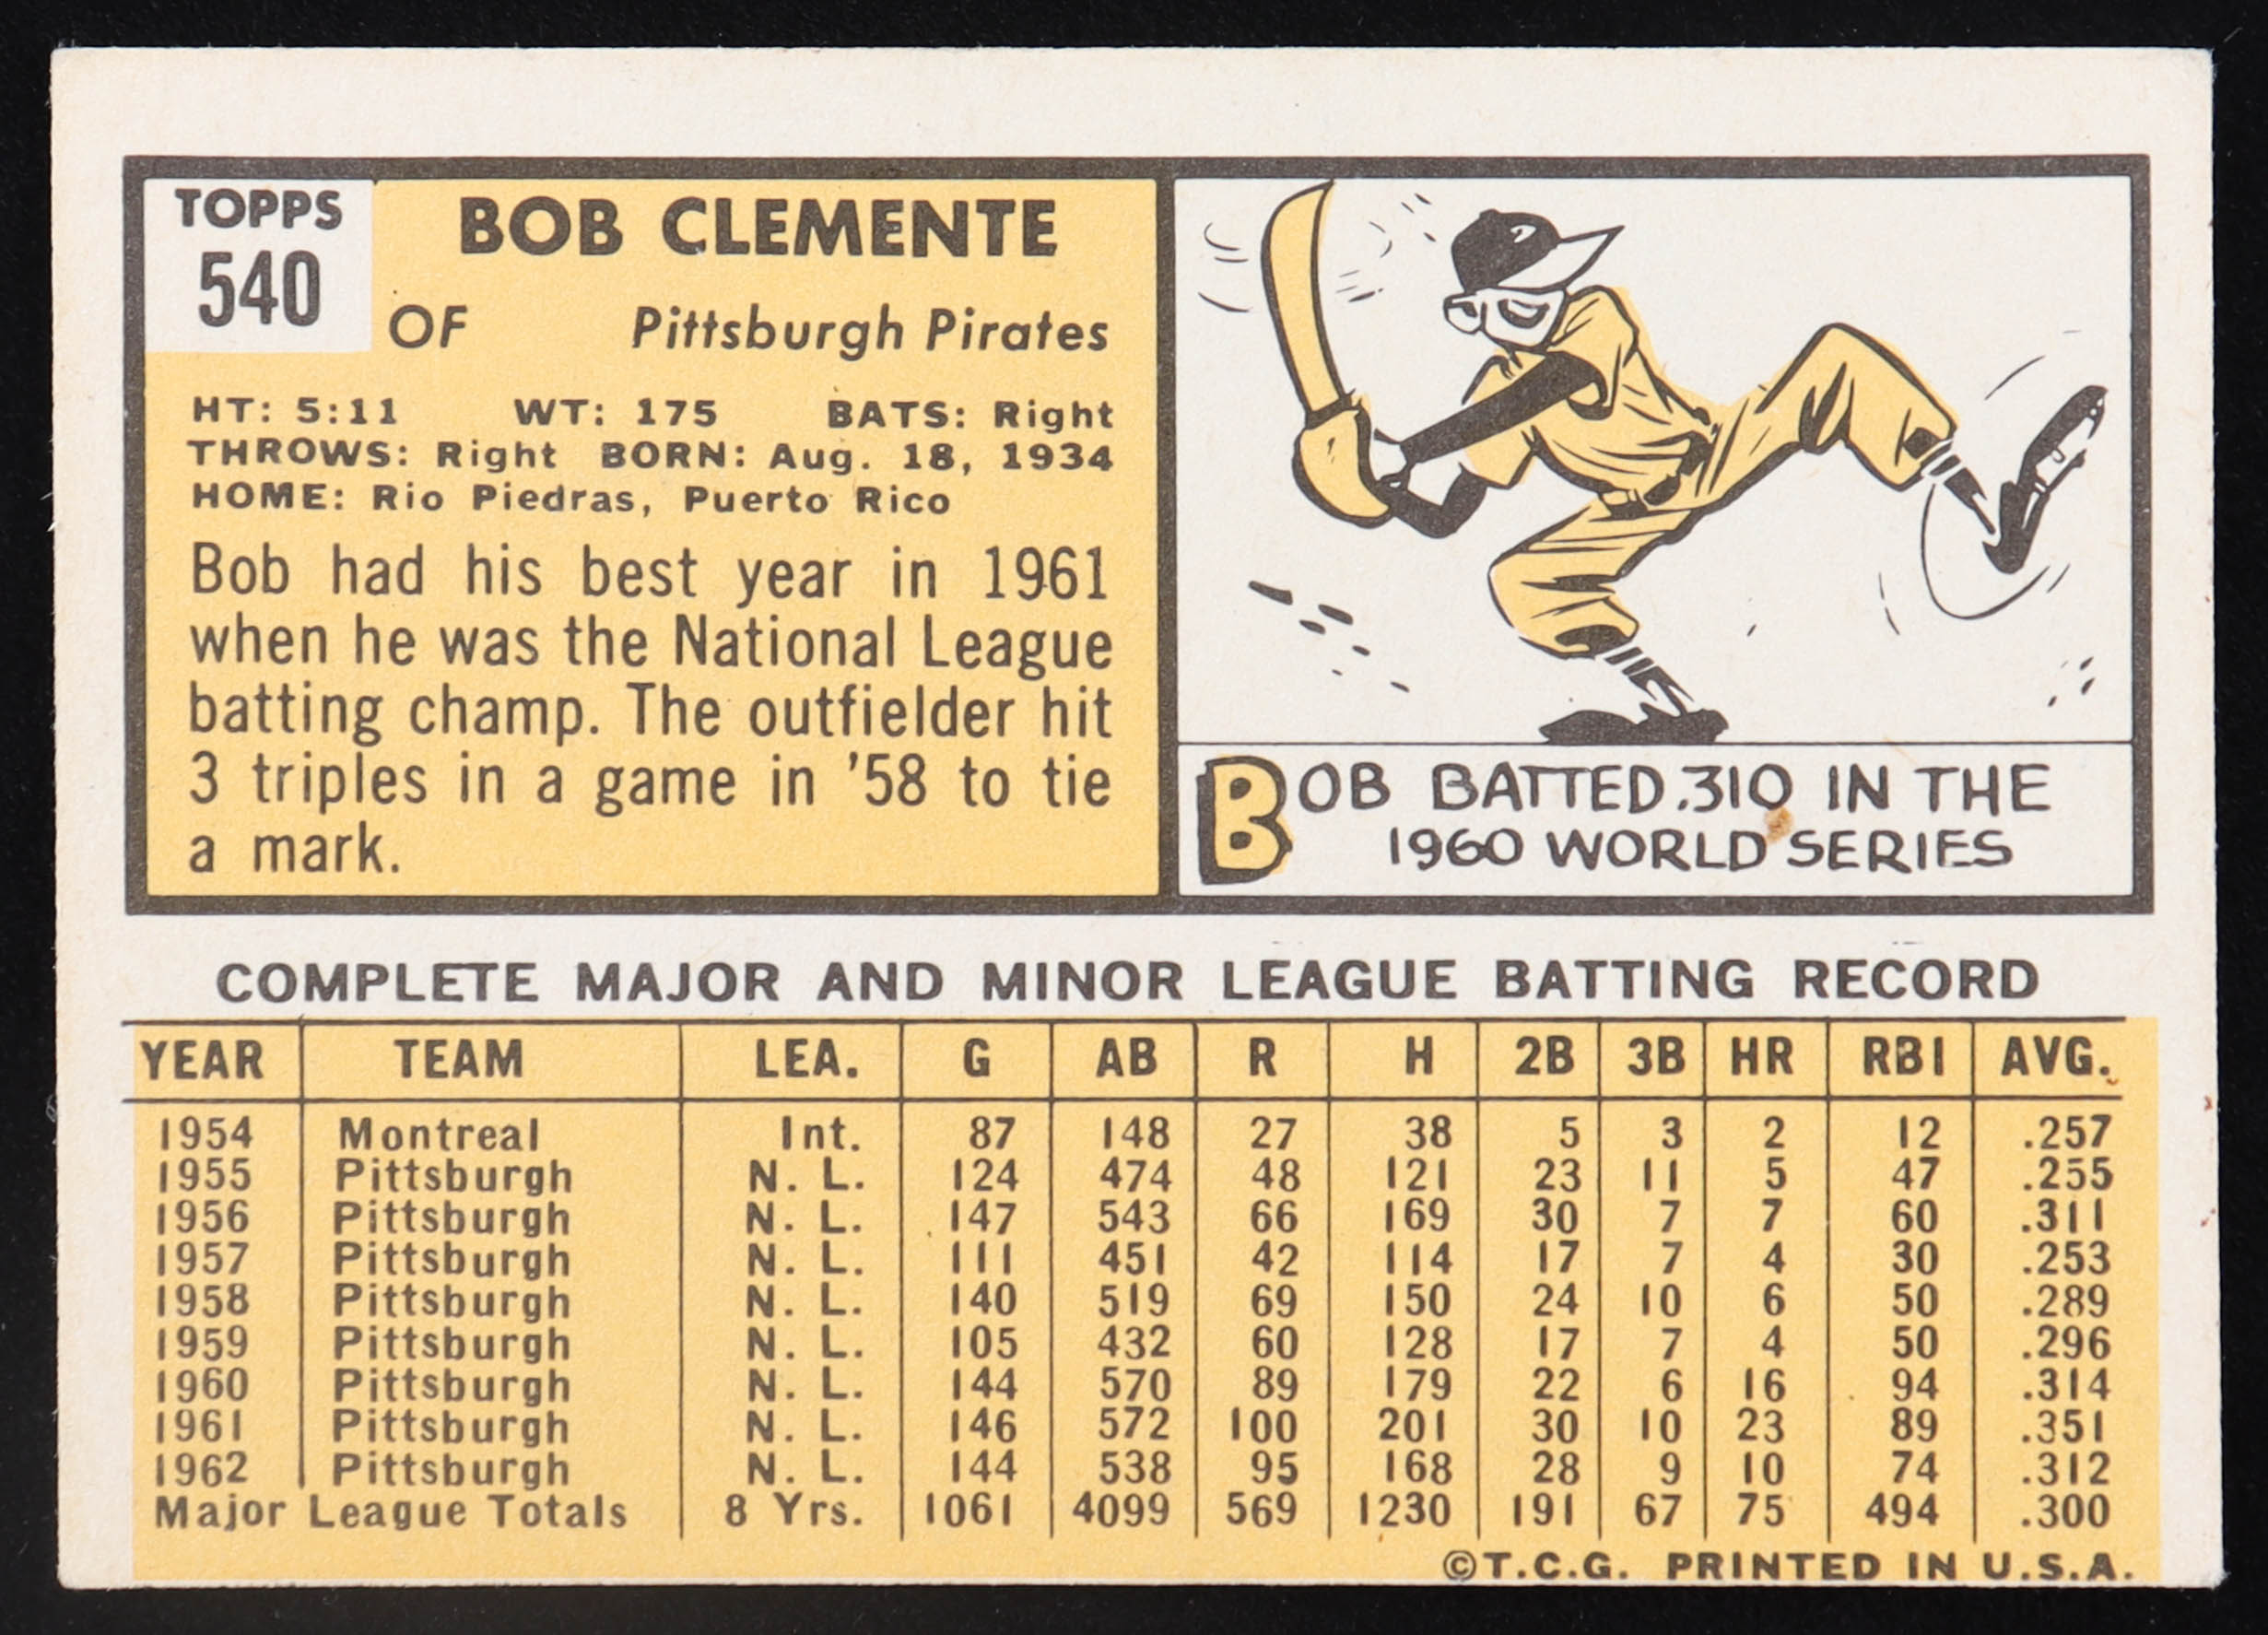 TOPPS
540
BOB CLEMENTE
OF Pittsburgh Pirates
HT: 5:11 WT: 175 BATS: Right
THROWS: Right BORN: Aug. 18, 1934
HOME: Rio Piedras, Puerto Rico
Bob had his best year in 1961
when he was the National League
batting champ. The outfielder hit
3 triples in a game in '58 to tie
a mark.
BOB BATTED .310 IN THE
1960 WORLD SERIES
COMPLETE MAJOR AND MINOR LEAGUE BATTING RECORD
YEAR TEAM LEA. G AB R H 2B 3B HR RBI AVG.
1954 Montreal Int. 87 148 27 38 5 3 2 12 .257
1955 Pittsburgh N. L. 124 474 48 121 23 11 5 47 .255
1956 Pittsburgh N. L. 147 543 66 169 30 7 7 60 .311
1957 Pittsburgh N. L. 111 451 42 114 17 7 4 30 .253
1958 Pittsburgh N. L. 140 519 69 150 24 10 6 50 .289
1959 Pittsburgh N. L. 105 432 60 128 17 7 4 50 .296
1960 Pittsburgh N. L. 144 570 89 179 22 6 16 94 .314
1961 Pittsburgh N. L. 146 572 100 201 30 10 23 89 .351
1962 Pittsburgh N. L. 144 538 95 168 28 9 10 74 .312
Major League Totals 8 Yrs. 1061 4099 569 1230 191 67 75 494 .300
©T.C.G. PRINTED IN U.S.A.